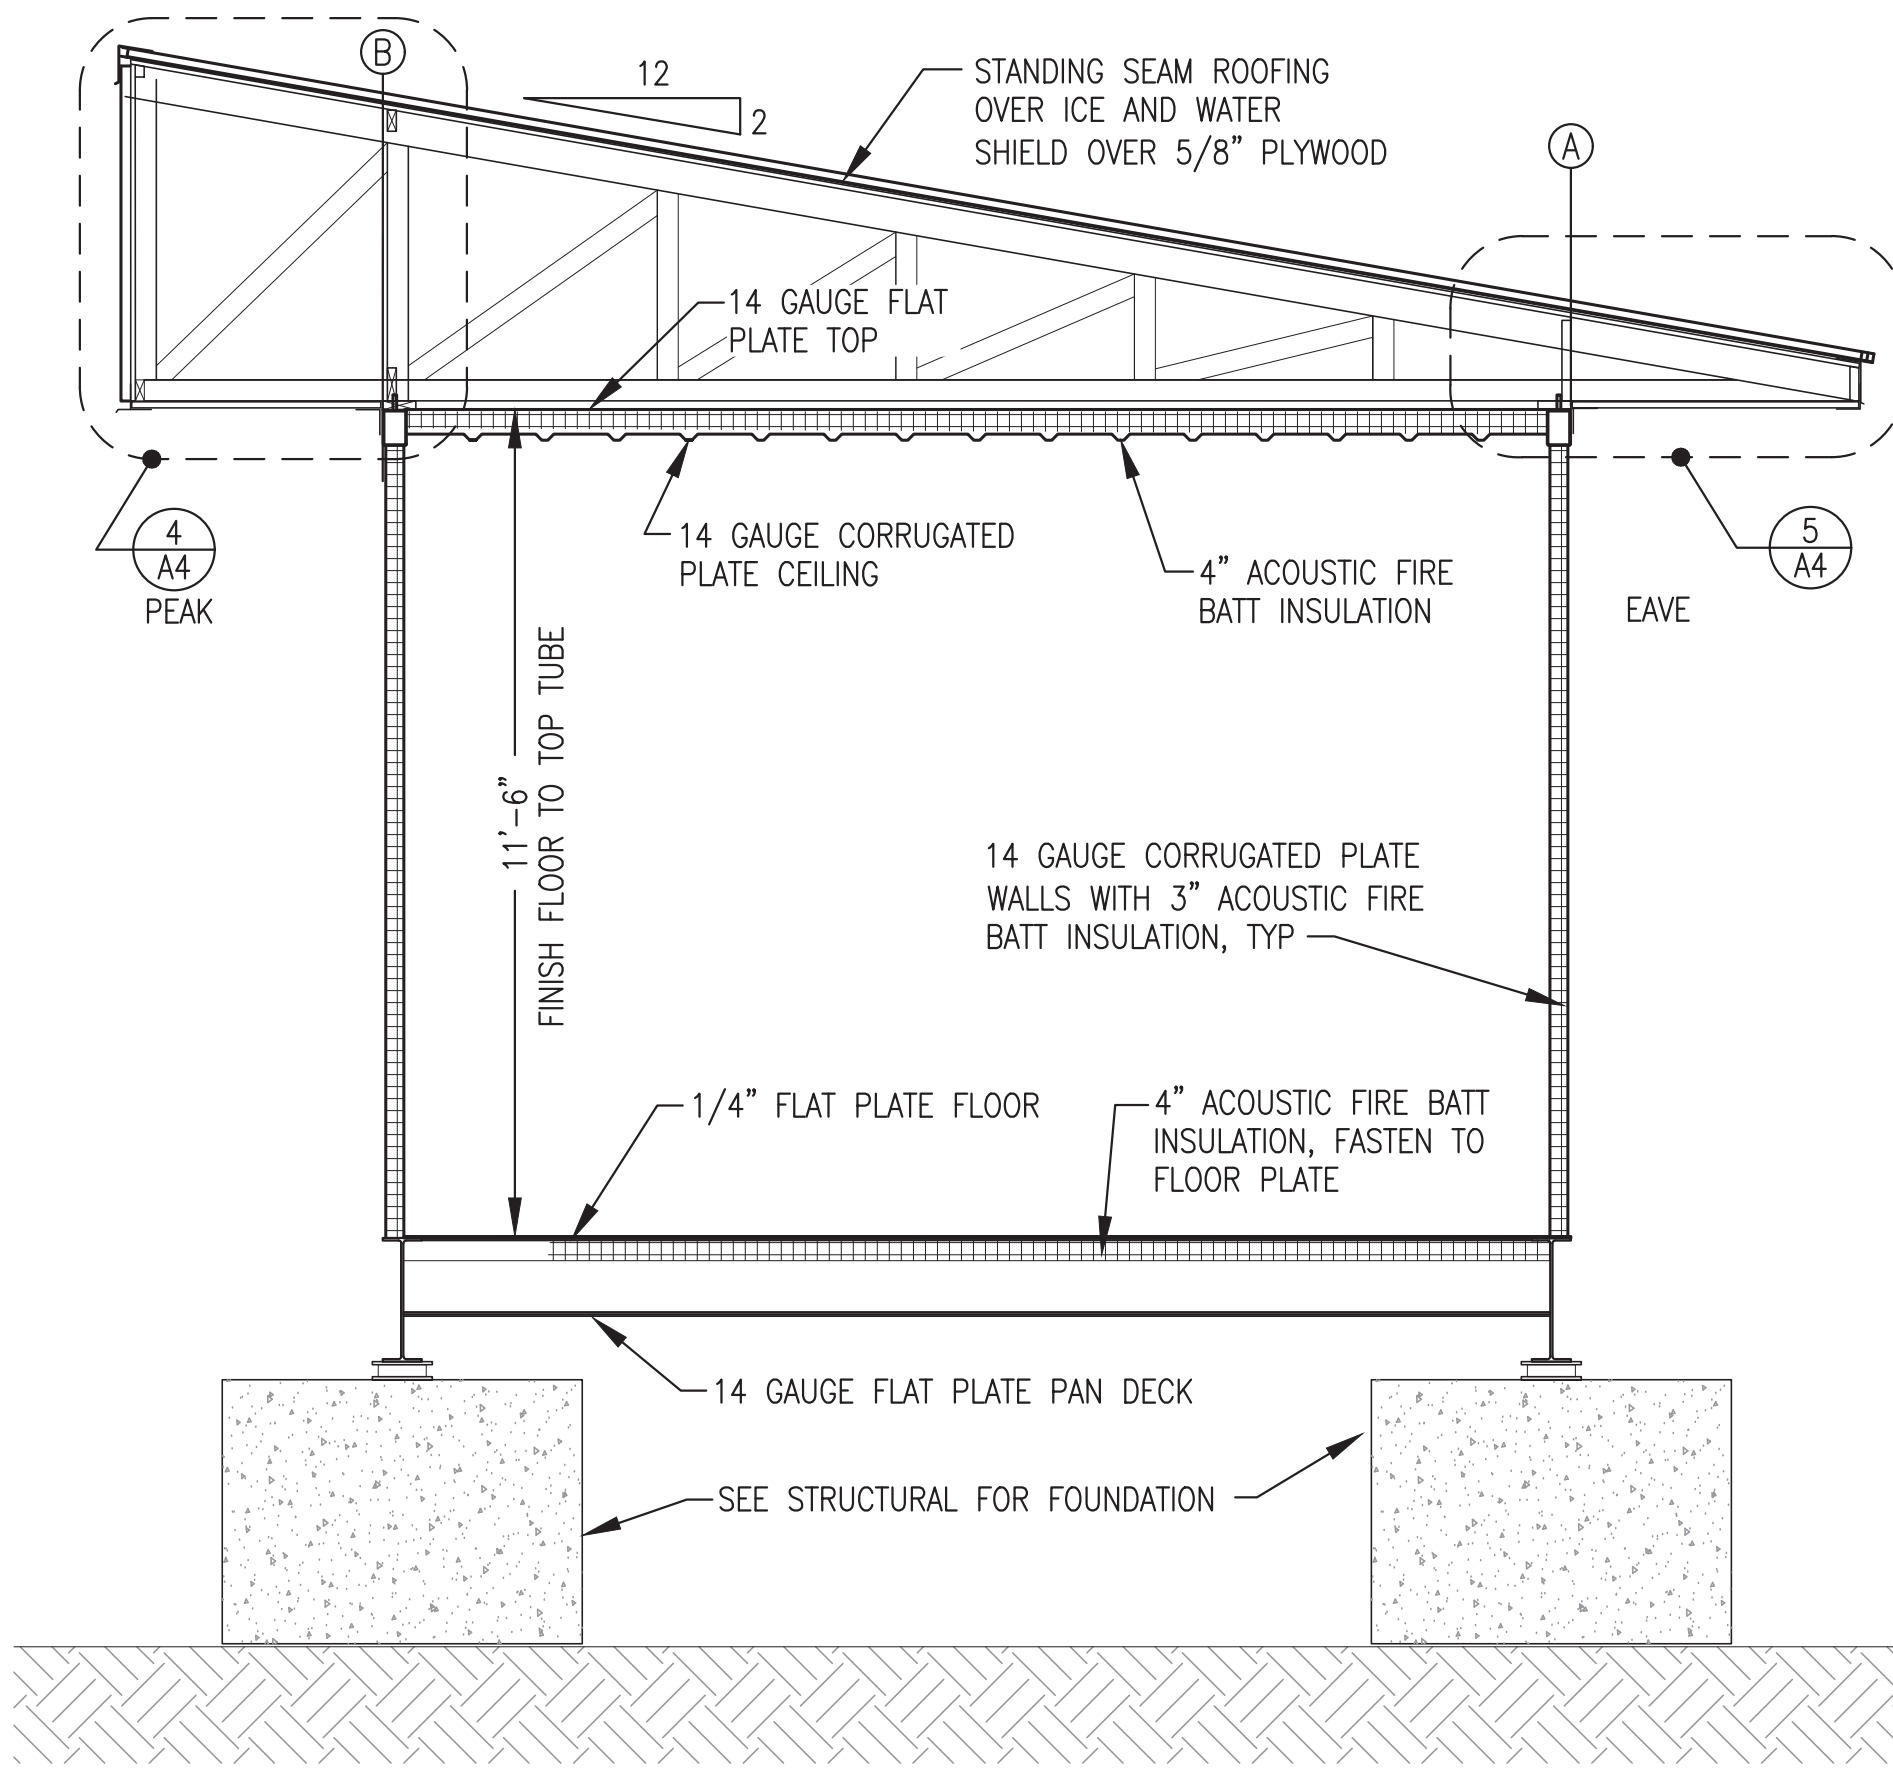 B
12
2
STANDING SEAM ROOFING
OVER ICE AND WATER
SHIELD OVER 5/8" PLYWOOD
A
14 GAUGE FLAT
PLATE TOP
4
A4
PEAK
14 GAUGE CORRUGATED
PLATE CEILING
4" ACOUSTIC FIRE
BATT INSULATION
5
A4
EAVE
11'-6"
FINISH FLOOR TO TOP TUBE
14 GAUGE CORRUGATED PLATE
WALLS WITH 3" ACOUSTIC FIRE
BATT INSULATION, TYP
1/4" FLAT PLATE FLOOR
4" ACOUSTIC FIRE BATT
INSULATION, FASTEN TO
FLOOR PLATE
14 GAUGE FLAT PLATE PAN DECK
SEE STRUCTURAL FOR FOUNDATION